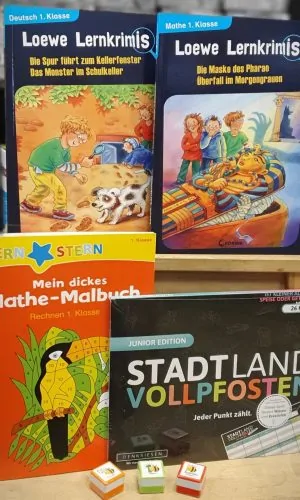 Deutsch 1. Klasse
Loewe Lernkrimis
Die Spur führt zum Kellerfenster
Das Monster im Schulkeller
Mathe 1. Klasse
Loewe Lernkrimis
Die Maske des Pharao
Überfall im Morgengrauen
LERN STERN
1. Klasse
Mein dickes
Mathe-Malbuch
Rechnen 1. Klasse
JUNIOR EDITION
STADT LAND
VOLLPFOSTEN
Jeder Punkt zählt.
DENKRIESEN